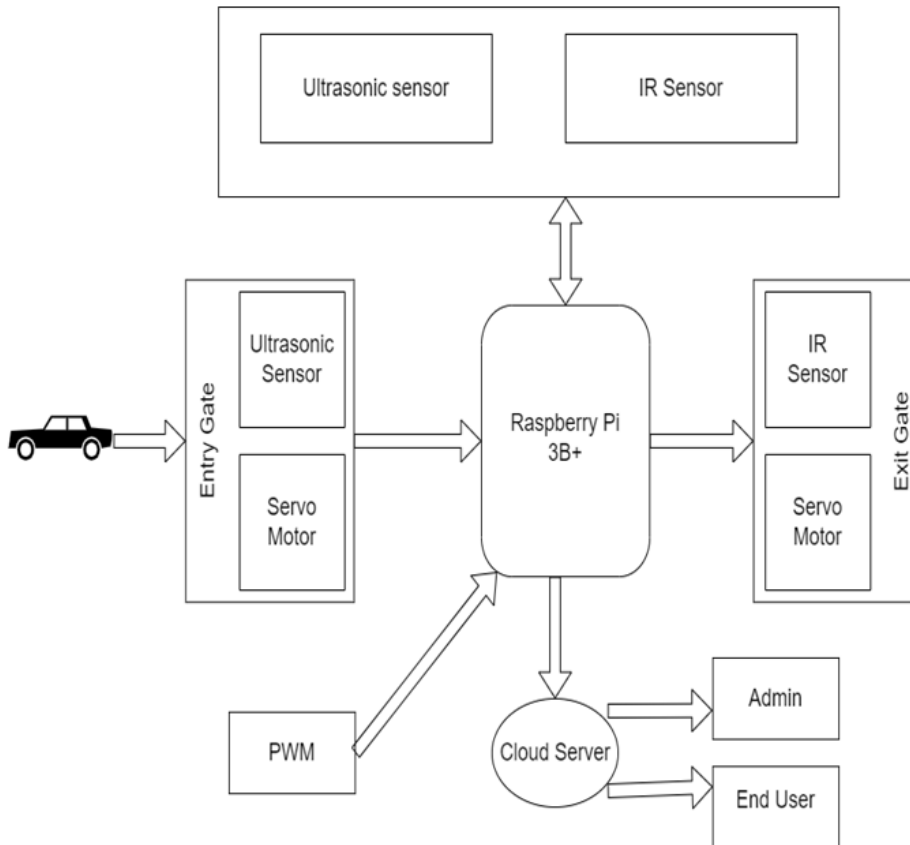 Ultrasonic sensor
IR Sensor
Entry Gate
Ultrasonic
Sensor
Servo
Motor
Raspberry Pi
3B+
IR
Sensor
Servo
Motor
Exit Gate
PWM
Cloud Server
Admin
End User